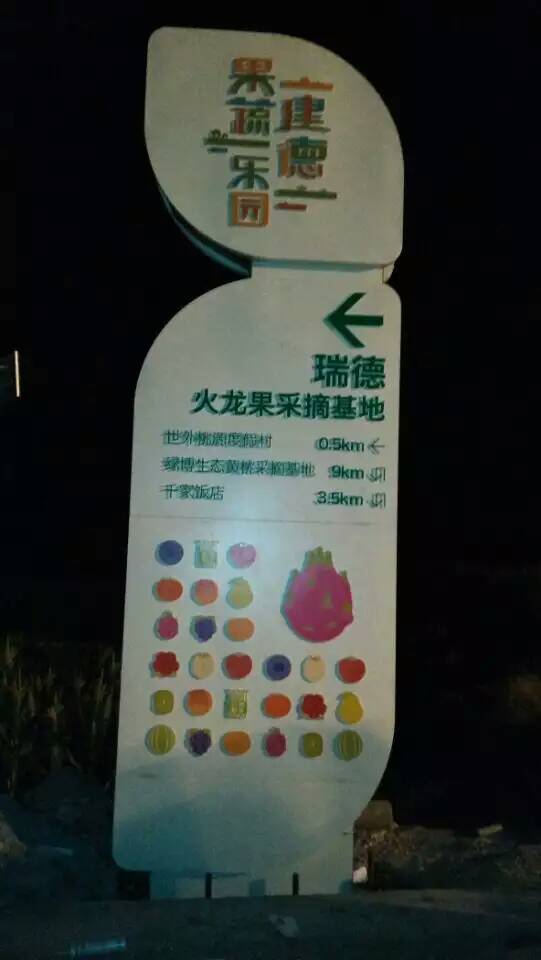 建德
果蔬乐园
瑞德
火龙果采摘基地
世外桃源度假村 0.5km
绿博生态黄桃采摘基地 9km
千家饭店 3.5km